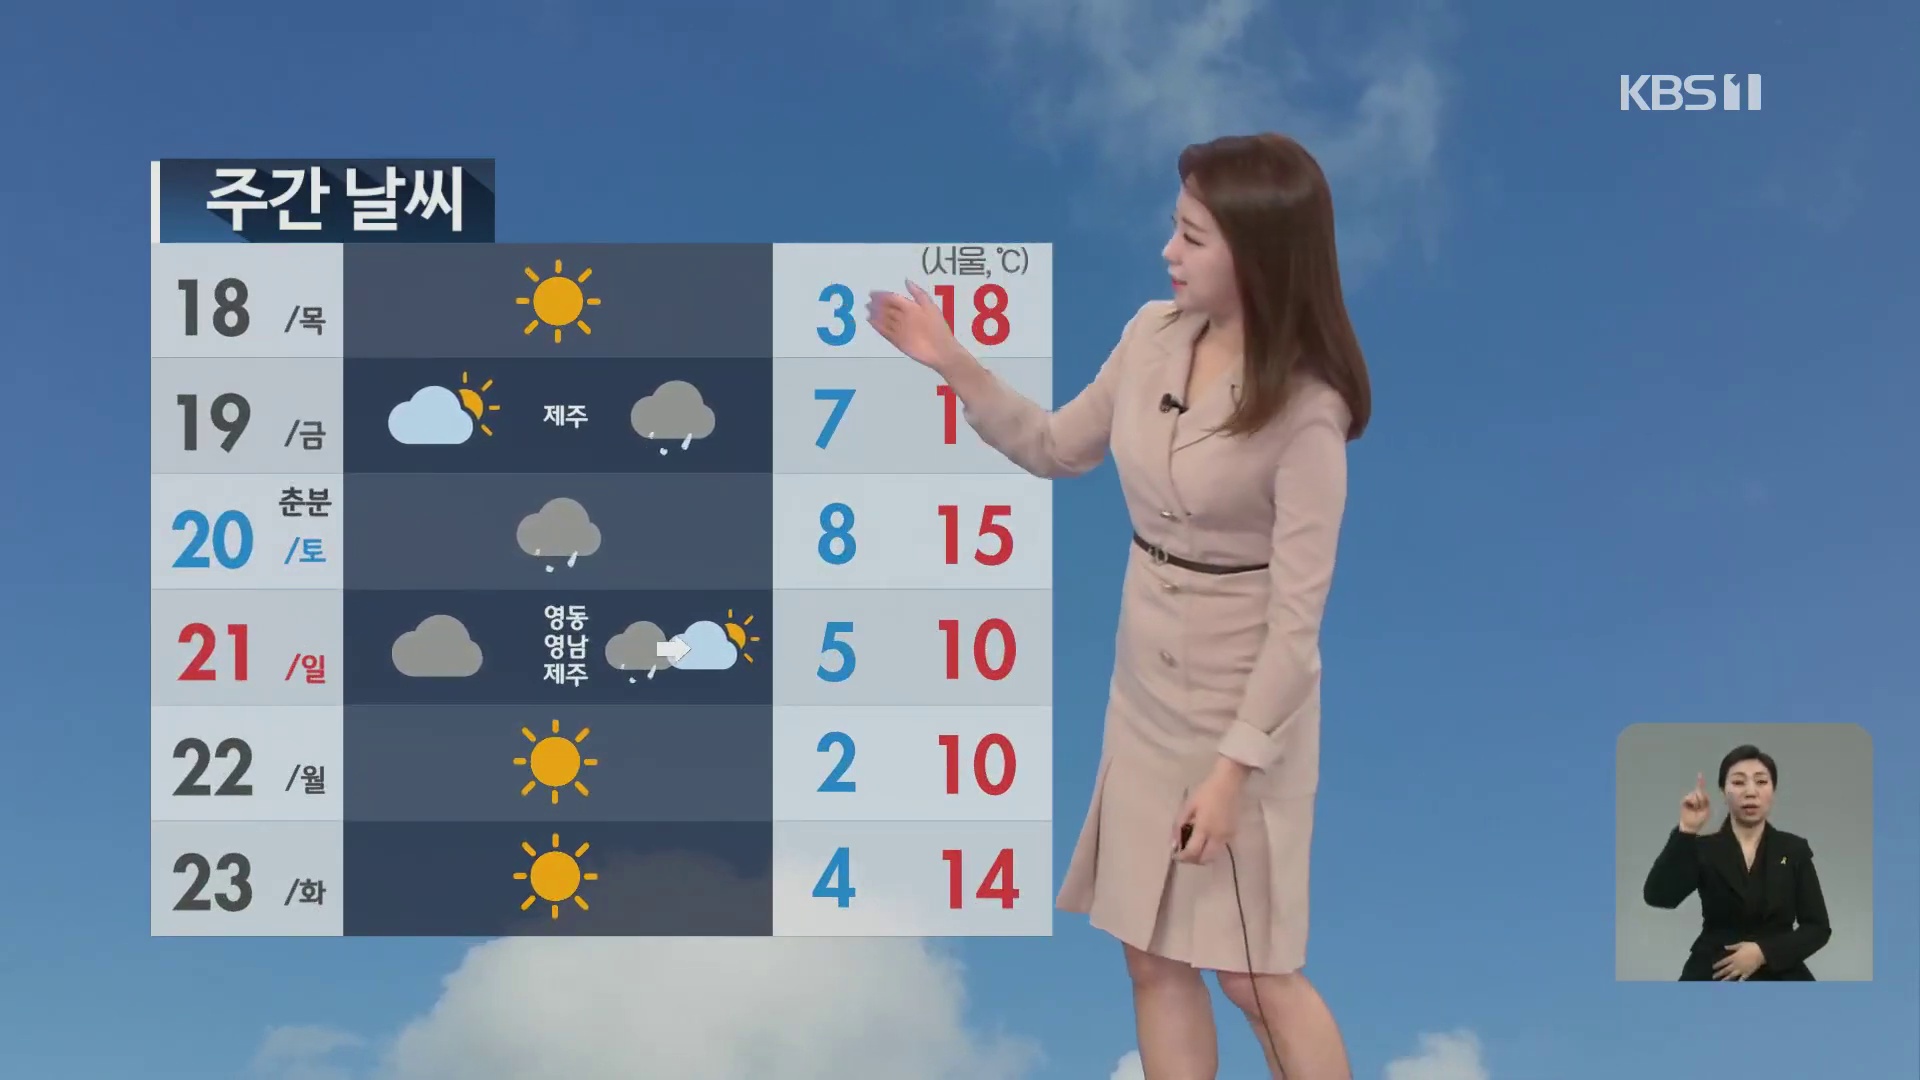 KBS 1
주간 날씨
(서울, ℃)
18 /목 3 18
19 /금 제주 7
춘분
20 /토 8 15
21 /일 영동 영남 제주 5 10
22 /월 2 10
23 /화 4 14